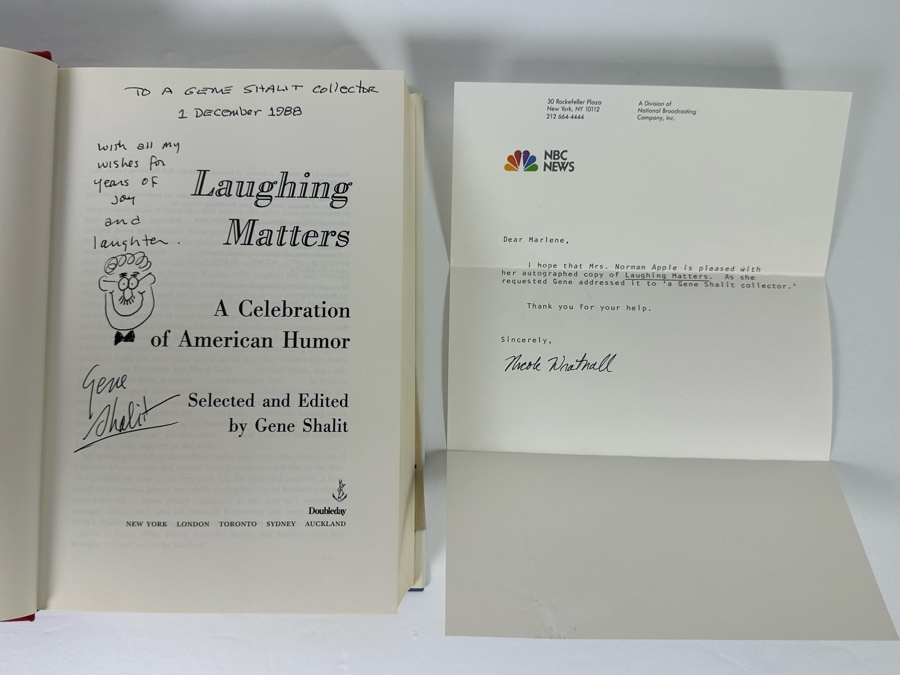 TO A GENE SHALIT collector
1 December 1988
with all my
wishes for
years of
joy
and
laughter.
Laughing
Matters
A Celebration
of American Humor
Gene
Shalit
Selected and Edited
by Gene Shalit
Doubleday
NEW YORK LONDON TORONTO SYDNEY AUCKLAND
30 Rockefeller Plaza
New York, NY 10112
212 664-4444
A Division of
National Broadcasting
Company, Inc.
NBC
NEWS
Dear Marlene,
I hope that Mrs. Norman Apple is pleased with
her autographed copy of Laughing Matters. As she
requested Gene addressed it to "a Gene Shalit collector."
Thank you for your help.
Sincerely,
Nicole